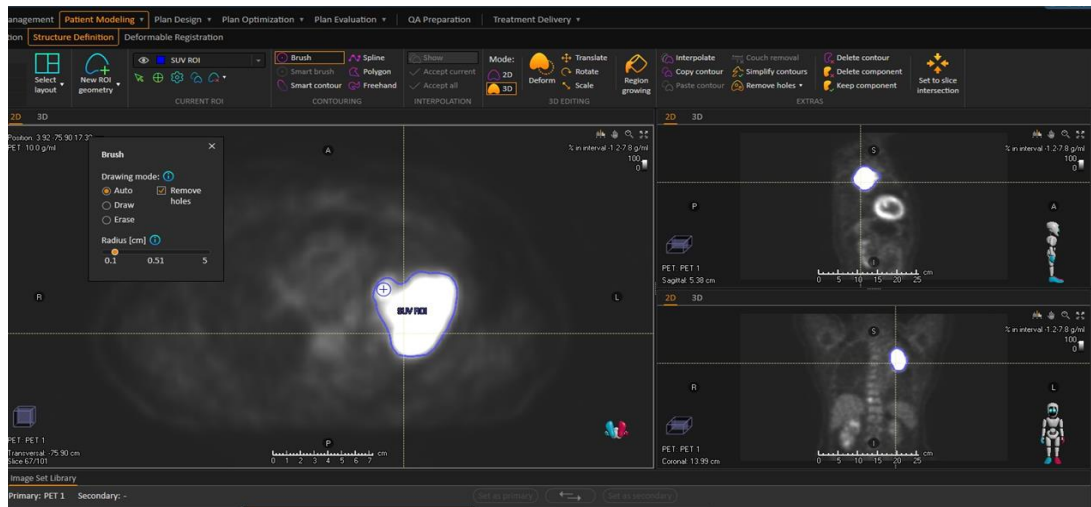 anagement Patient Modeling Plan Design Plan Optimization Plan Evaluation QA Preparation Treatment Delivery
tion Structure Definition Deformable Registration
Select layout
New ROI geometry
SUV ROI
CURRENT ROI
Brush
Smart brush
Smart contour
Spline
Polygon
Freehand
CONTOURING
Show
Accept current
Accept all
INTERPOLATION
Mode:
2D
3D
Deform
Translate
Rotate
Scale
3D EDITING
Region growing
Interpolate
Copy contour
Paste contour
Couch removal
Simplify contours
Remove holes
Delete contour
Delete component
Keep component
EXTRAS
Set to slice intersection
2D 3D
PET: 10.0 g/ml
Brush
Drawing mode:
Auto
Draw
Erase
Remove holes
Radius [cm]
0.1 0.51 5
A
% in interval -1.2-7.8 g/ml
100
0
R
SUV ROI
L
P
PET: PET 1
Transversal: -75.90 cm
Slice 67/101
0 1 2 3 4 5 6 7 cm
2D 3D
S
% in interval -1.2-7.8 g/ml
100
0
P
A
I
PET: PET 1
Sagittal: 5.38 cm
0 5 10 15 20 25 cm
2D 3D
S
% in interval -1.2-7.8 g/ml
100
0
R
L
I
PET: PET 1
Coronal: 13.99 cm
0 5 10 15 20 25 cm
Image Set Library
Primary: PET 1 Secondary: -
Set as primary
Set as secondary